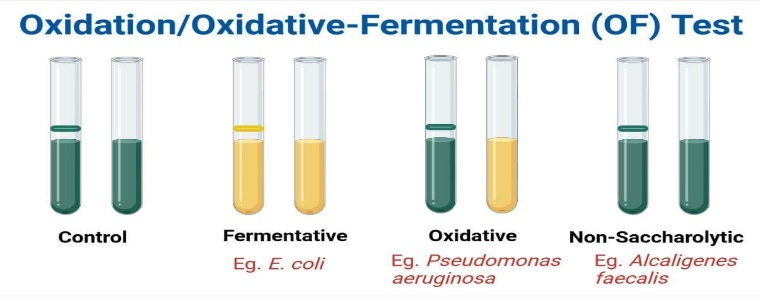 Oxidation/Oxidative-Fermentation (OF) Test
Control
Fermentative
Eg. E. coli
Oxidative
Eg. Pseudomonas
aeruginosa
Non-Saccharolytic
Eg. Alcaligenes
faecalis